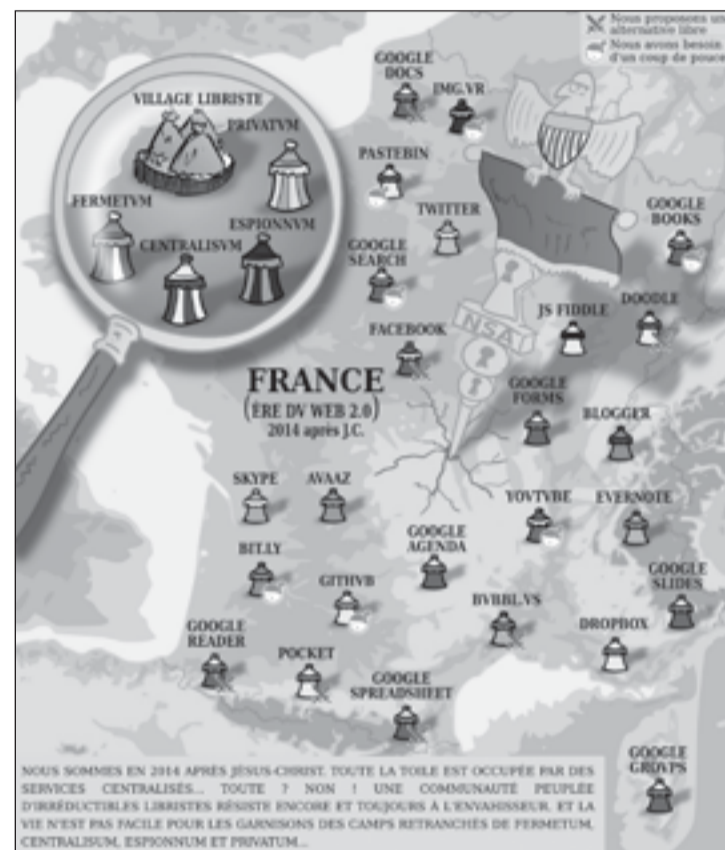 Nous proposons une
alternative libre
Nous avons besoin
d'un coup de pouce
GOOGLE
DOCS
IMG.VR
VILLAGE LIBRISTE
PRIVATVM
PASTEBIN
FERMETVM
TWITTER
GOOGLE
BOOKS
ESPIONNVM
CENTRALISVM
GOOGLE
SEARCH
JS FIDDLE
DOODLE
NSA
FACEBOOK
FRANCE
(ÈRE DV WEB 2.0)
2014 après J.C.
GOOGLE
FORMS
BLOGGER
SKYPE
AVAAZ
YOVTVBE
EVERNOTE
GOOGLE
AGENDA
BIT.LY
GITHVB
GOOGLE
SLIDES
BVBBL.VS
DROPBOX
GOOGLE
READER
POCKET
GOOGLE
SPREADSHEET
GOOGLE
GROVPS
NOUS SOMMES EN 2014 APRÈS JÉSUS-CHRIST. TOUTE LA TOILE EST OCCUPÉE PAR DES
SERVICES CENTRALISÉS... TOUTE ? NON ! UNE COMMUNAUTÉ PEUPLÉE
D'IRRÉDUCTIBLES LIBRISTES RÉSISTE ENCORE ET TOUJOURS À L'ENVAHISSEUR. ET LA
VIE N'EST PAS FACILE POUR LES GARNISONS DES CAMPS RETRANCHÉS DE FERMETUM,
CENTRALISUM, ESPIONNUM ET PRIVATUM...